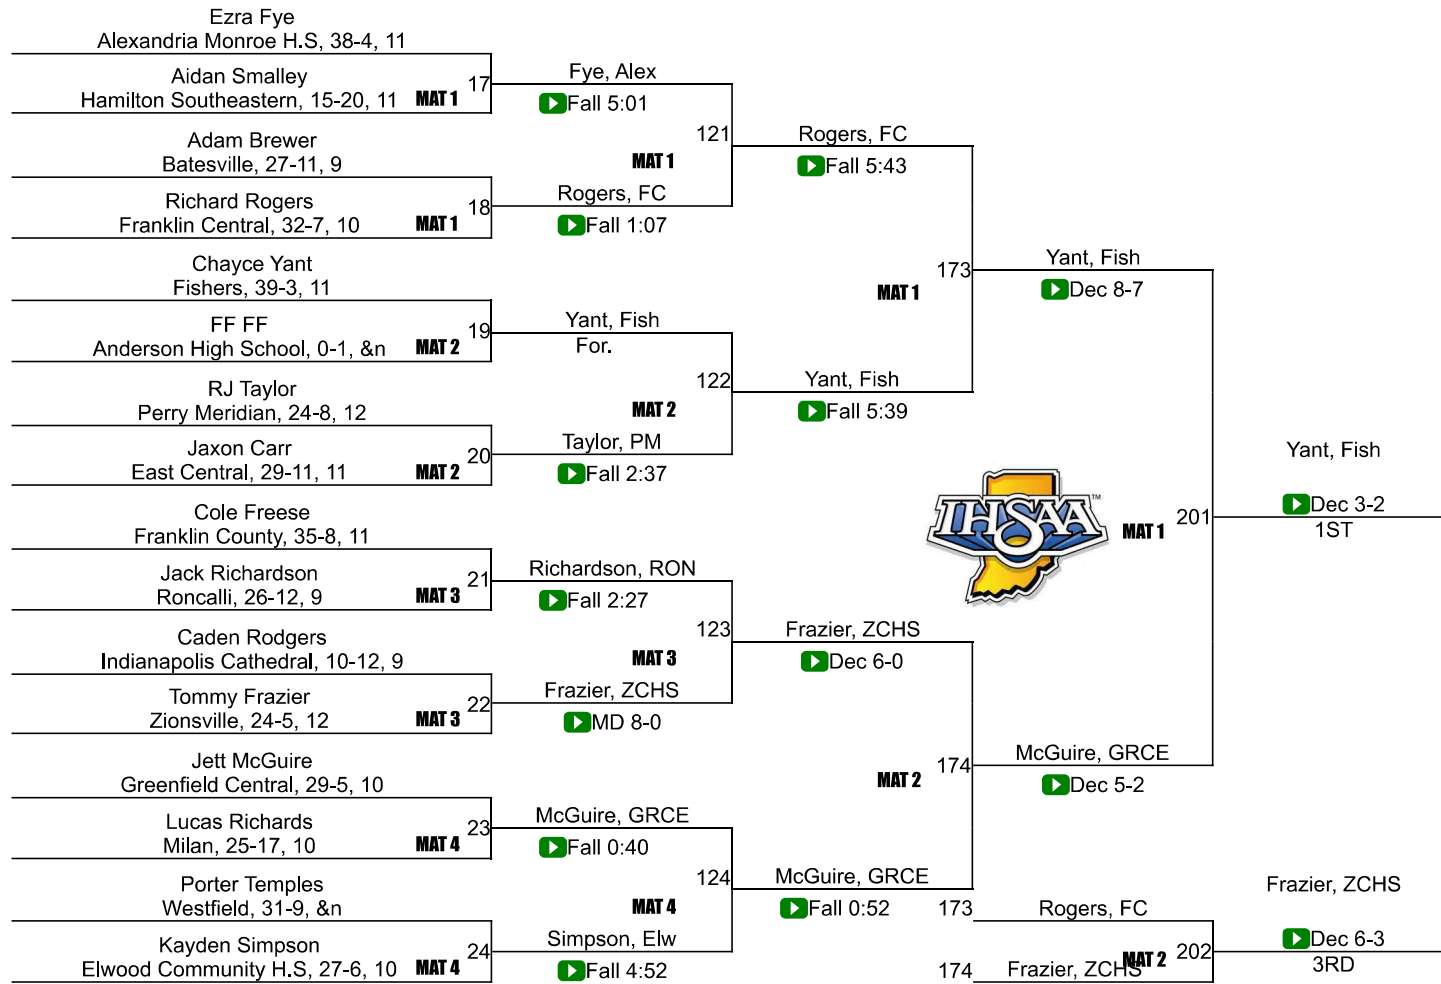 Ezra Fye
Alexandria Monroe H.S, 38-4, 11
Aidan Smalley
Hamilton Southeastern, 15-20, 11
MAT 1
17
Adam Brewer
Batesville, 27-11, 9
Richard Rogers
Franklin Central, 32-7, 10
MAT 1
18
Chayce Yant
Fishers, 39-3, 11
FF FF
Anderson High School, 0-1, &n
MAT 2
19
RJ Taylor
Perry Meridian, 24-8, 12
Jaxon Carr
East Central, 29-11, 11
MAT 2
20
Cole Freese
Franklin County, 35-8, 11
Jack Richardson
Roncalli, 26-12, 9
MAT 3
21
Caden Rodgers
Indianapolis Cathedral, 10-12, 9
Tommy Frazier
Zionsville, 24-5, 12
MAT 3
22
Jett McGuire
Greenfield Central, 29-5, 10
Lucas Richards
Milan, 25-17, 10
MAT 4
23
Porter Temples
Westfield, 31-9, &n
Kayden Simpson
Elwood Community H.S, 27-6, 10
MAT 4
24
Fye, Alex
Fall 5:01
121
MAT 1
Rogers, FC
Fall 1:07
Yant, Fish
For.
122
MAT 2
Taylor, PM
Fall 2:37
Richardson, RON
Fall 2:27
123
MAT 3
Frazier, ZCHS
MD 8-0
McGuire, GRCE
Fall 0:40
124
MAT 4
Simpson, Elw
Fall 4:52
Rogers, FC
Fall 5:43
173
MAT 1
Yant, Fish
Fall 5:39
Frazier, ZCHS
Dec 6-0
174
MAT 2
McGuire, GRCE
Fall 0:52
Yant, Fish
Dec 8-7
IHSAA™
MAT 1
201
McGuire, GRCE
Dec 5-2
Yant, Fish
Dec 3-2
1ST
173
Rogers, FC
MAT 2
202
174
Frazier, ZCHS
Frazier, ZCHS
Dec 6-3
3RD